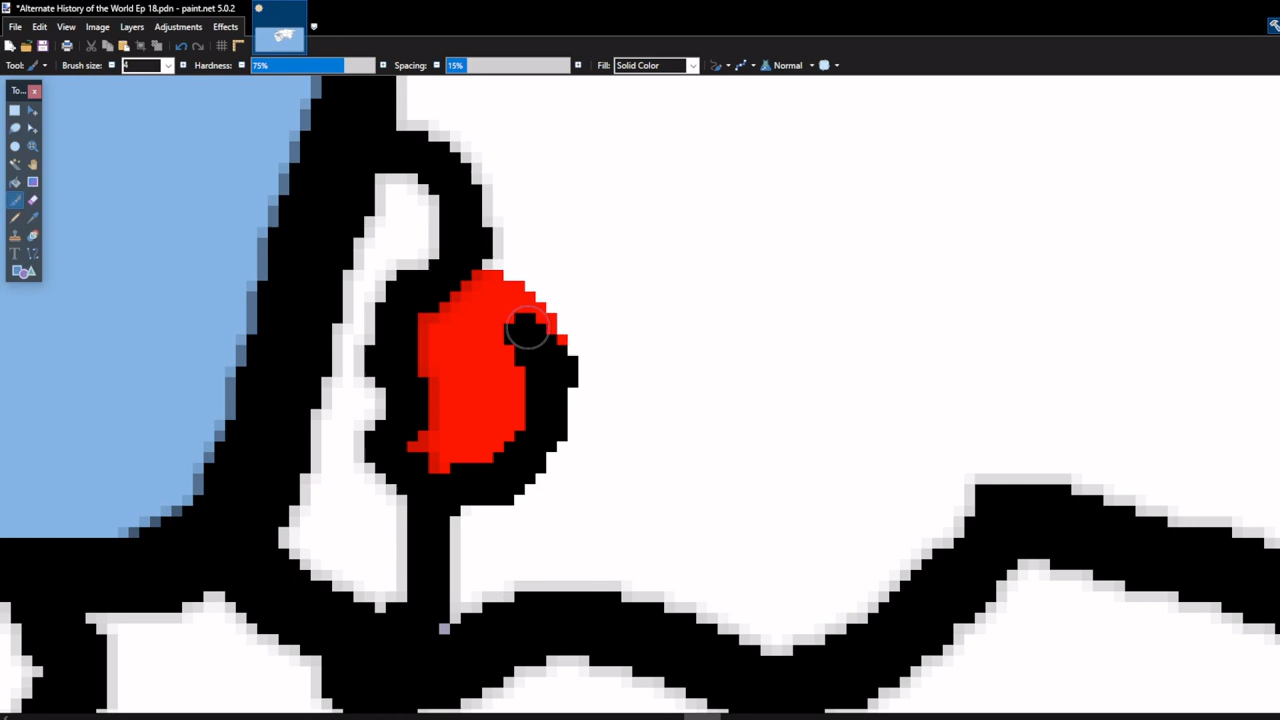 *Alternate History of the World Ep 18.pdn - paint.net 5.0.2
File Edit View Image Layers Adjustments Effects
Tool: Brush size: 4 Hardness: 75% Spacing: 15% Fill: Solid Color Normal
To... x
T